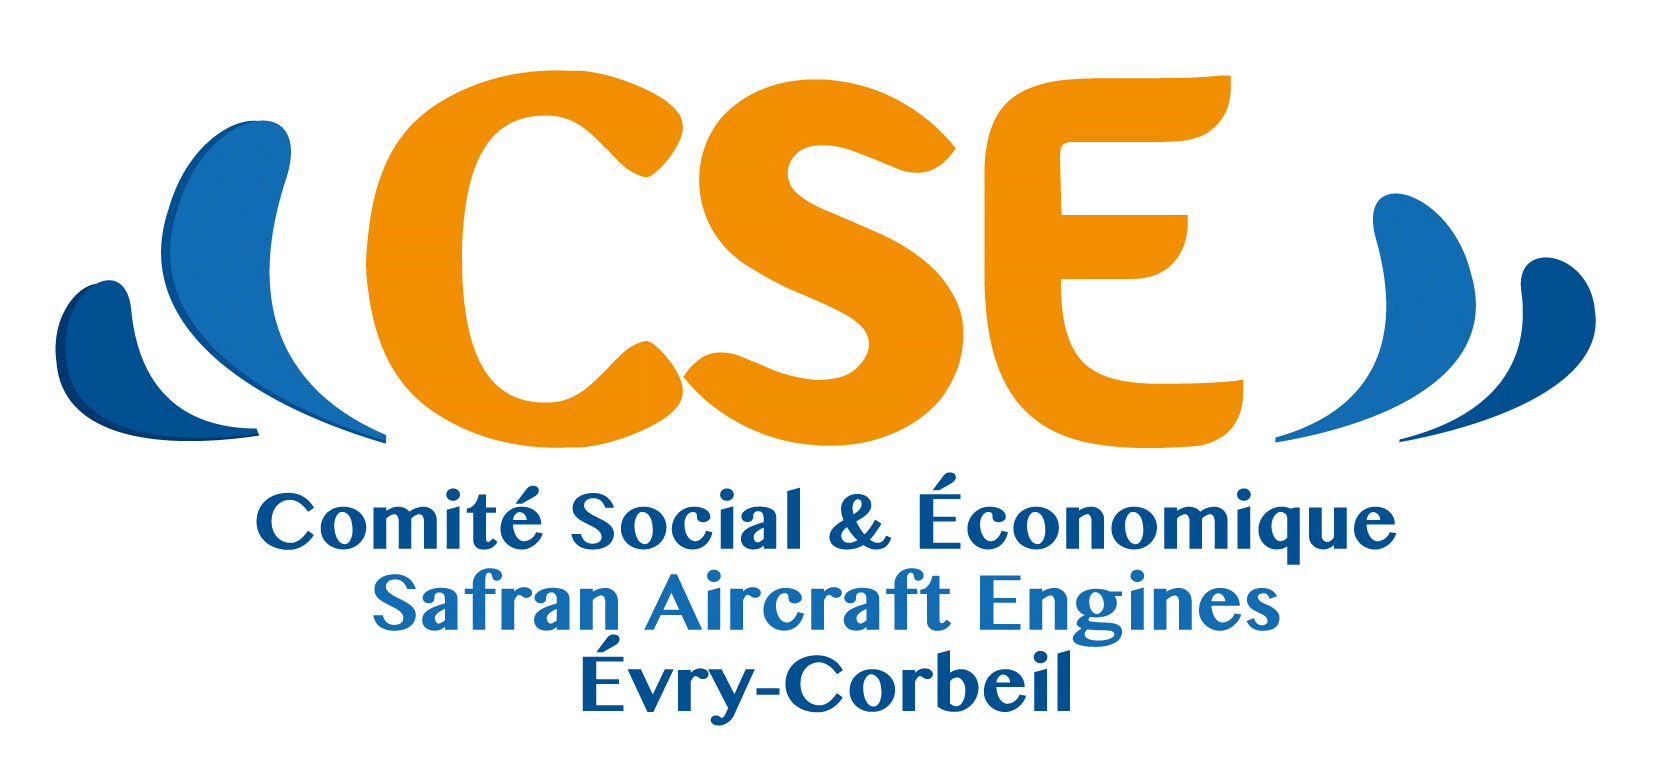 CSE
Comité Social & Économique
Safran Aircraft Engines
Évry-Corbeil